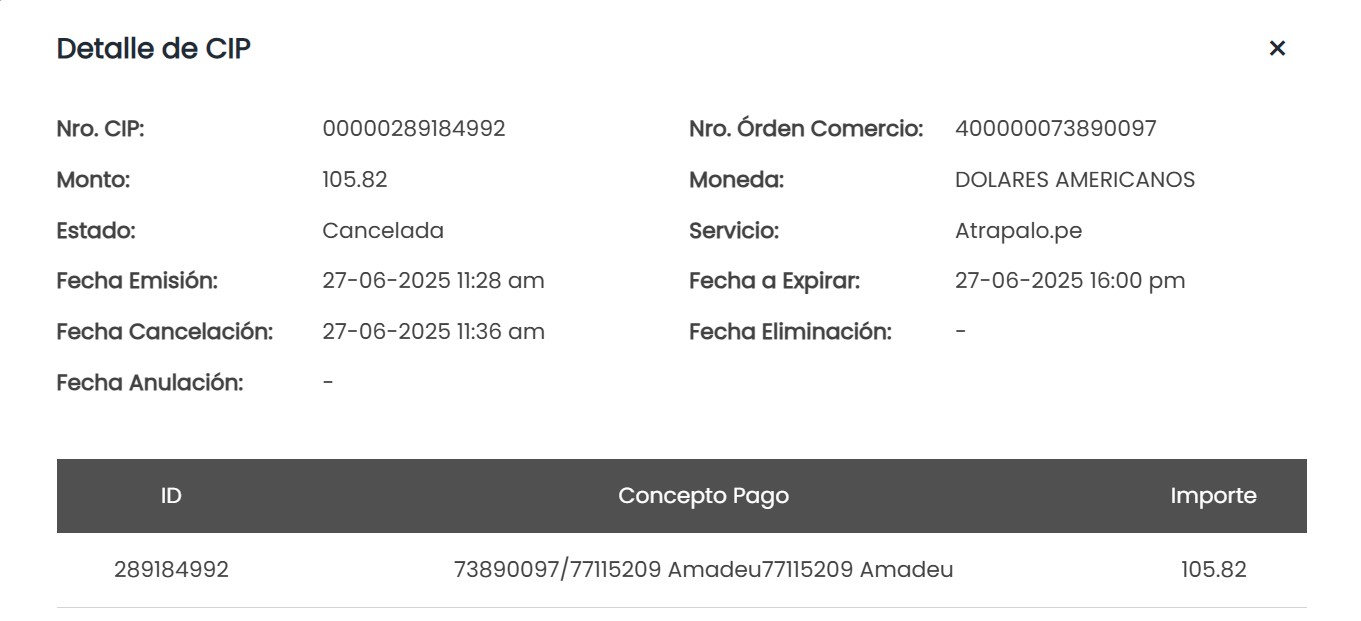 Detalle de CIP
Nro. CIP: 00000289184992 Nro. Órden Comercio: 400000073890097
Monto: 105.82 Moneda: DOLARES AMERICANOS
Estado: Cancelada Servicio: Atrapalo.pe
Fecha Emisión: 27-06-2025 11:28 am Fecha a Expirar: 27-06-2025 16:00 pm
Fecha Cancelación: 27-06-2025 11:36 am Fecha Eliminación: -
Fecha Anulación: -
ID Concepto Pago Importe
289184992 73890097/77115209 Amadeu77115209 Amadeu 105.82